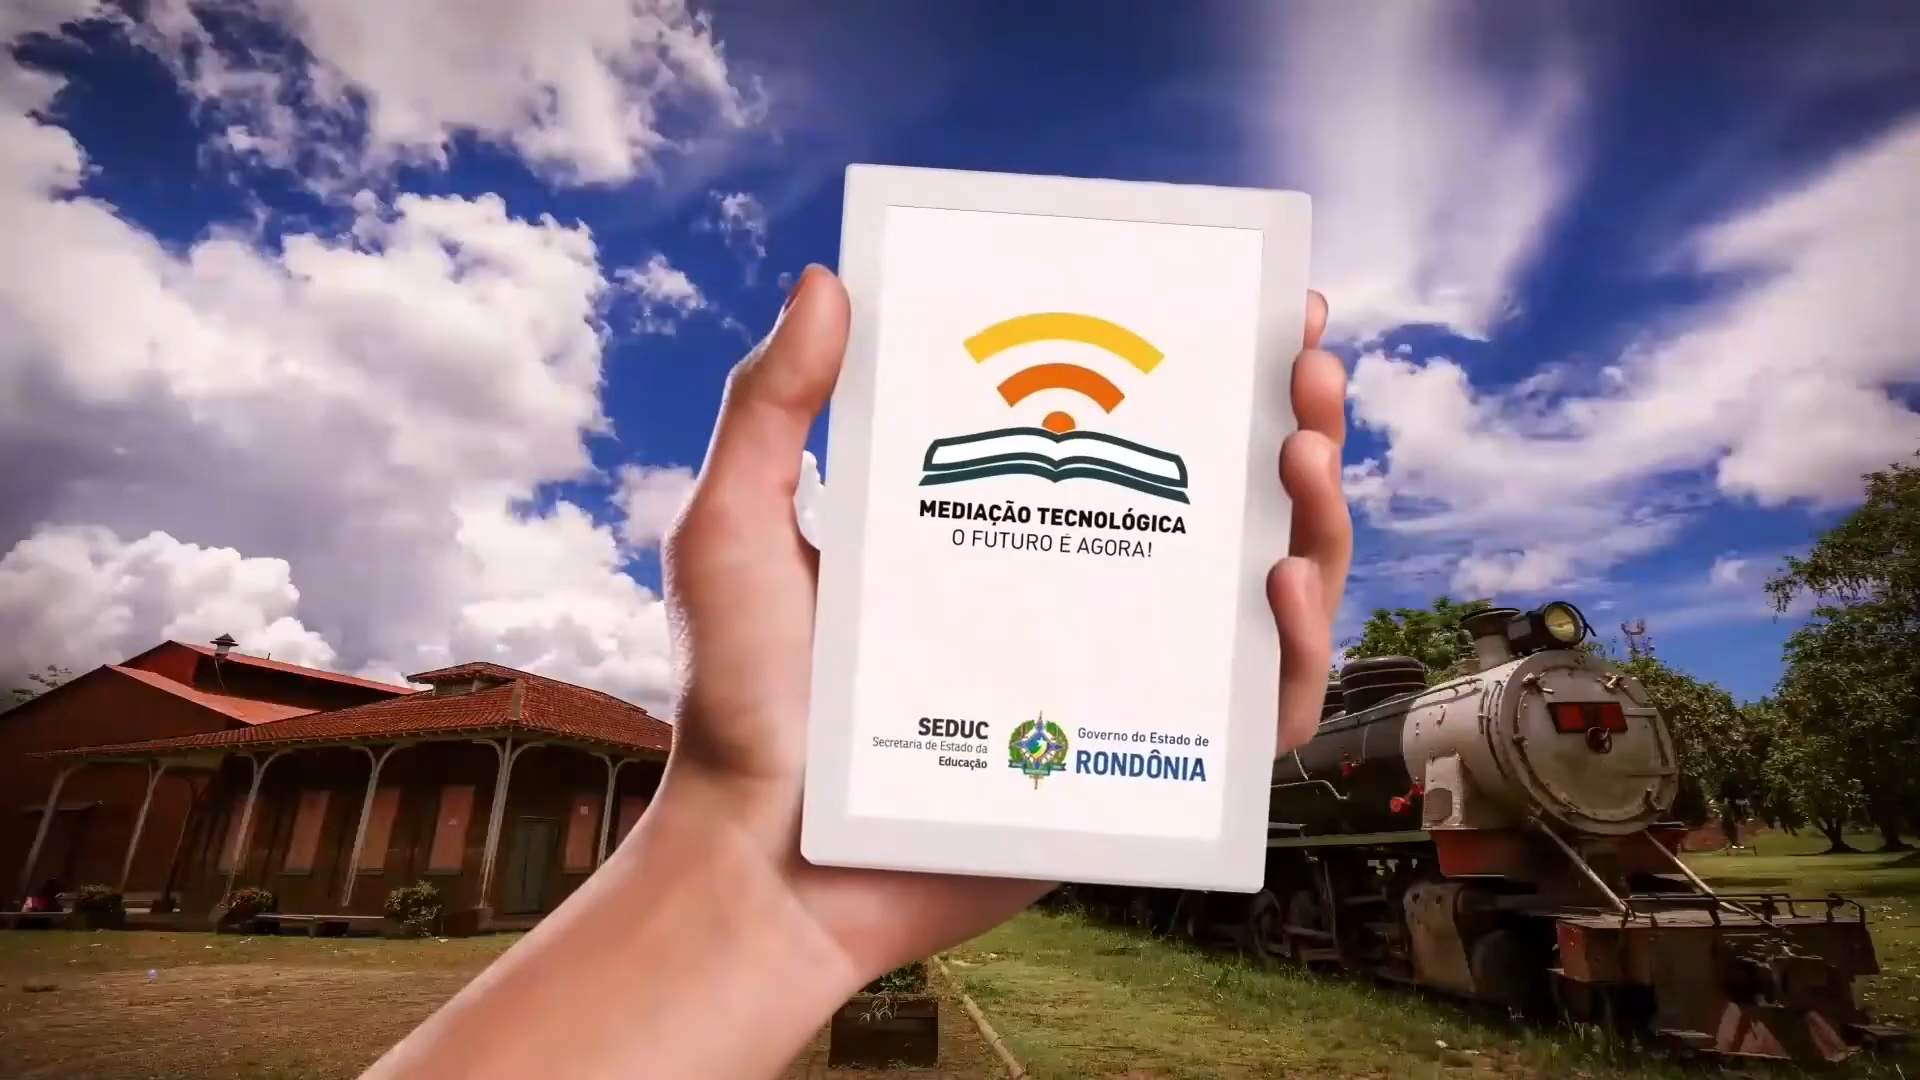 MEDIAÇÃO TECNOLÓGICA
O FUTURO É AGORA!
SEDUC
Secretaria de Estado da
Educação
Governo do Estado de
RONDÔNIA